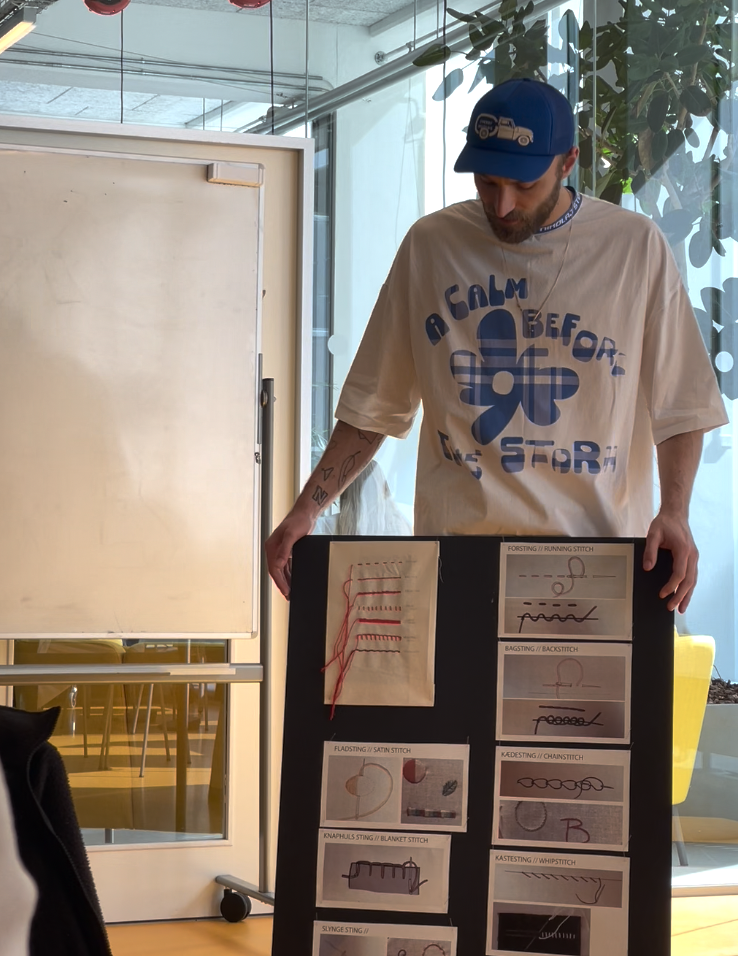 A CALM
BEFORE
THE STORM
FORSTING // RUNNING STITCH
BAGSTING // BACKSTITCH
FLADSTING // SATIN STITCH
KÆDESTING // CHAINSTITCH
B
KNAPHULS STING // BLANKET STITCH
KASTESTING // WHIPSTITCH
SLYNGE STING //